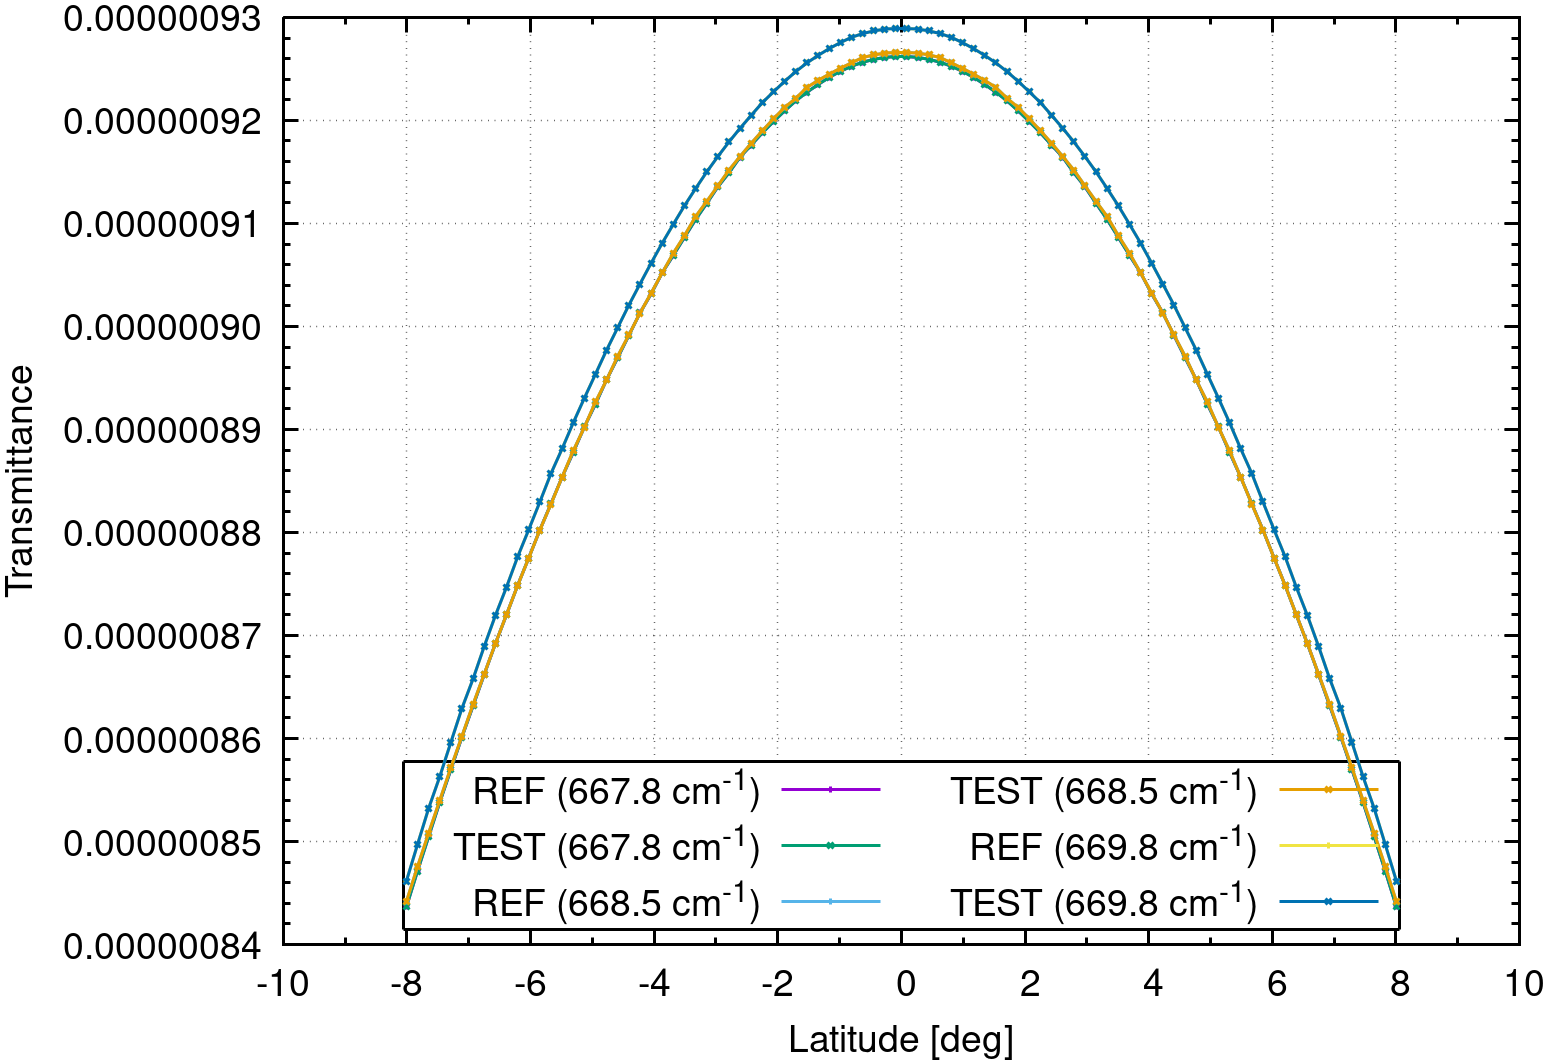 0.00000093
0.00000092
0.00000091
0.00000090
0.00000089
0.00000088
0.00000087
0.00000086
0.00000085
0.00000084
Transmittance
REF (667.8 cm⁻¹)
TEST (667.8 cm⁻¹)
REF (668.5 cm⁻¹)
TEST (668.5 cm⁻¹)
REF (669.8 cm⁻¹)
TEST (669.8 cm⁻¹)
-10 -8 -6 -4 -2 0 2 4 6 8 10
Latitude [deg]